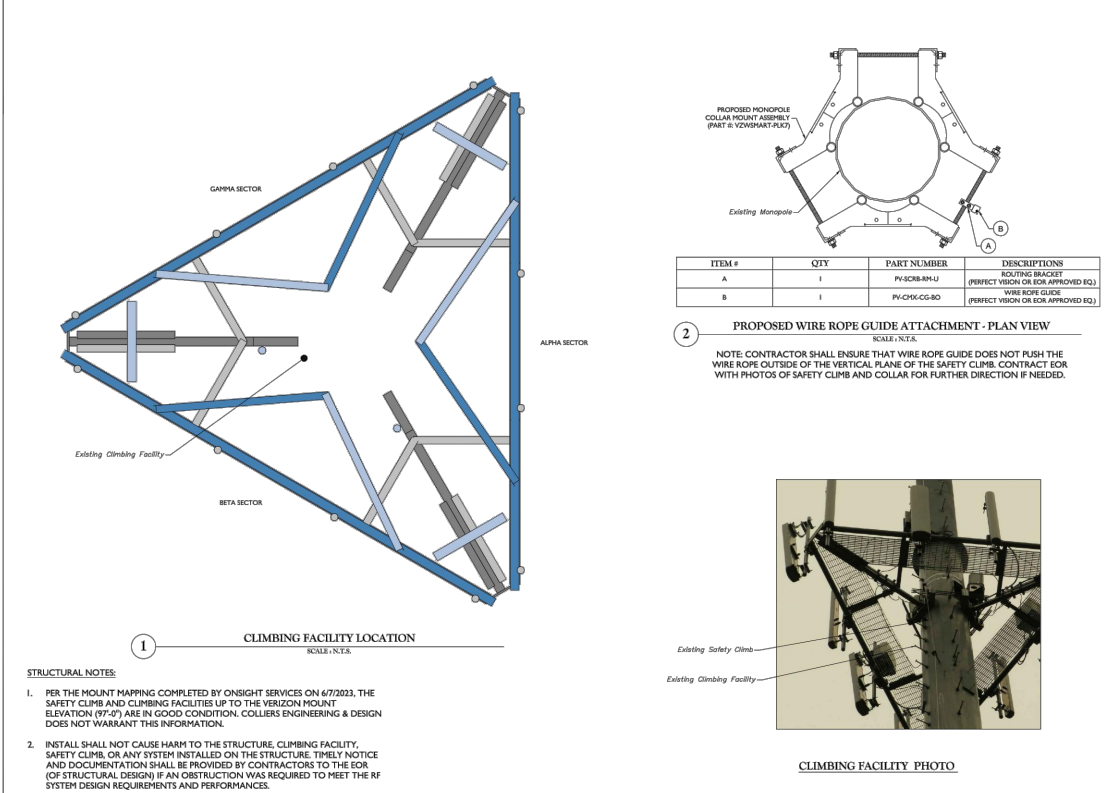 GAMMA SECTOR
ALPHA SECTOR
Existing Climbing Facility
BETA SECTOR
1
CLIMBING FACILITY LOCATION
SCALE : N.T.S.
STRUCTURAL NOTES:
1. PER THE MOUNT MAPPING COMPLETED BY ONSIGHT SERVICES ON 6/7/2023, THE
SAFETY CLIMB AND CLIMBING FACILITIES UP TO THE VERIZON MOUNT
ELEVATION (97'-0") ARE IN GOOD CONDITION. COLLIERS ENGINEERING & DESIGN
DOES NOT WARRANT THIS INFORMATION.
2. INSTALL SHALL NOT CAUSE HARM TO THE STRUCTURE, CLIMBING FACILITY,
SAFETY CLIMB, OR ANY SYSTEM INSTALLED ON THE STRUCTURE. TIMELY NOTICE
AND DOCUMENTATION SHALL BE PROVIDED BY CONTRACTORS TO THE EOR
(OF STRUCTURAL DESIGN) IF AN OBSTRUCTION WAS REQUIRED TO MEET THE RF
SYSTEM DESIGN REQUIREMENTS AND PERFORMANCES.
PROPOSED MONOPOLE
COLLAR MOUNT ASSEMBLY
(PART #: VZWSMART-PLK7)
Existing Monopole
B
A
ITEM # QTY PART NUMBER DESCRIPTIONS
A 1 PV-SCRB-RM-U ROUTING BRACKET
(PERFECT VISION OR EOR APPROVED EQ.)
B 1 PV-CMX-CG-BO WIRE ROPE GUIDE
(PERFECT VISION OR EOR APPROVED EQ.)
2
PROPOSED WIRE ROPE GUIDE ATTACHMENT - PLAN VIEW
SCALE : N.T.S.
NOTE: CONTRACTOR SHALL ENSURE THAT WIRE ROPE GUIDE DOES NOT PUSH THE
WIRE ROPE OUTSIDE OF THE VERTICAL PLANE OF THE SAFETY CLIMB. CONTRACT EOR
WITH PHOTOS OF SAFETY CLIMB AND COLLAR FOR FURTHER DIRECTION IF NEEDED.
Existing Safety Climb
Existing Climbing Facility
CLIMBING FACILITY PHOTO